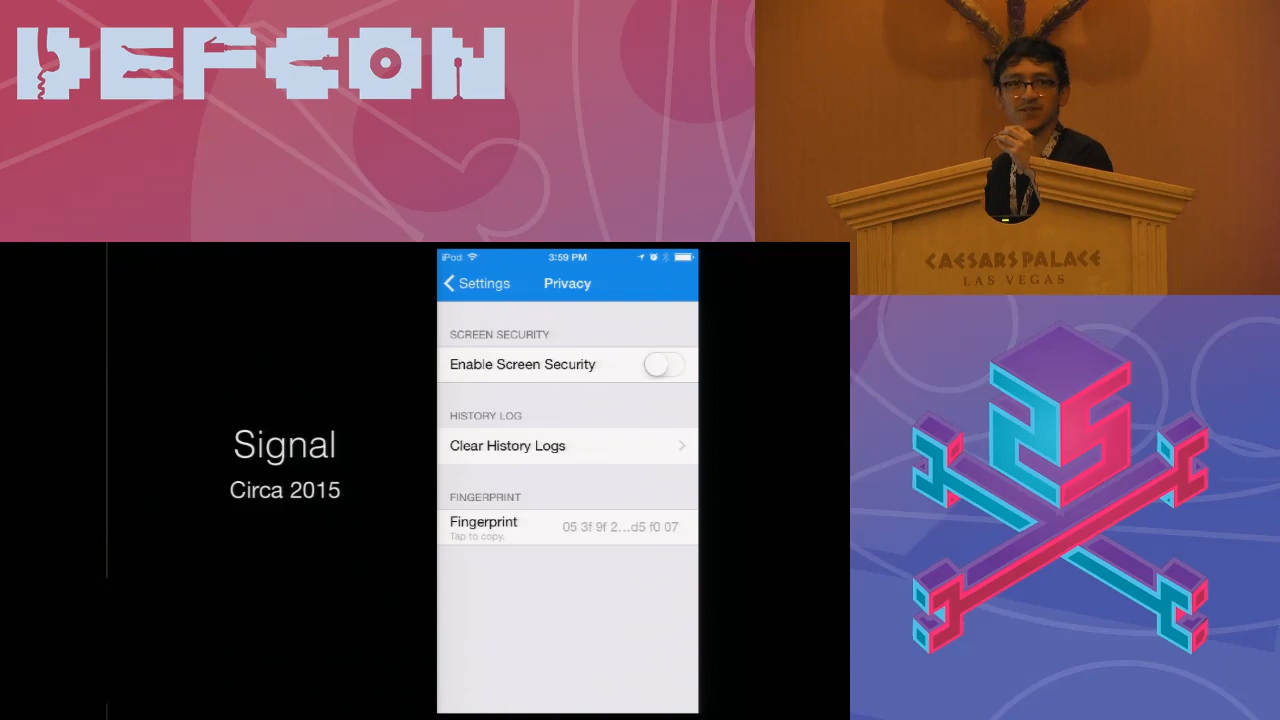 DEFCON
CAESARS PALACE
LAS VEGAS
Signal
Circa 2015
iPod
3:59 PM
Settings
Privacy
SCREEN SECURITY
Enable Screen Security
HISTORY LOG
Clear History Logs
FINGERPRINT
Fingerprint
Tap to copy.
05 3f 9f 2...d5 f0 07
25